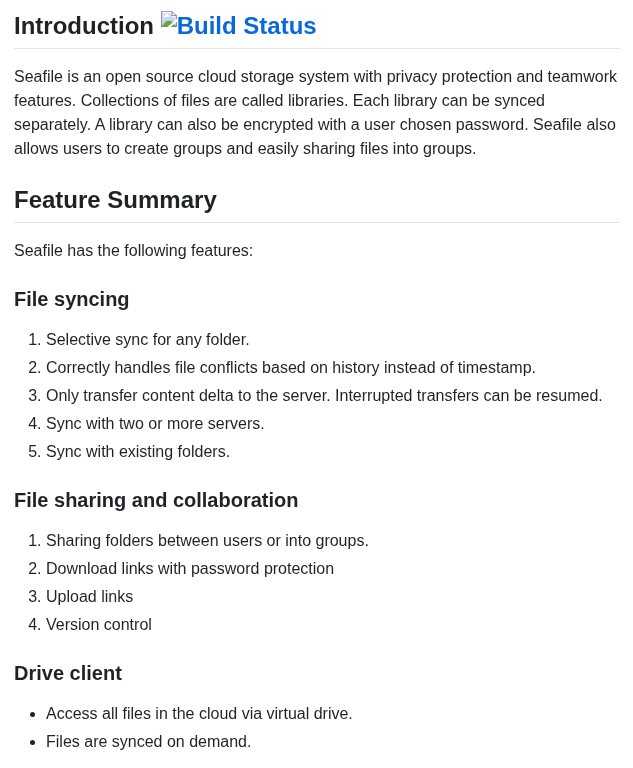 Introduction Build Status
Seafile is an open source cloud storage system with privacy protection and teamwork
features. Collections of files are called libraries. Each library can be synced
separately. A library can also be encrypted with a user chosen password. Seafile also
allows users to create groups and easily sharing files into groups.
Feature Summary
Seafile has the following features:
File syncing
1. Selective sync for any folder.
2. Correctly handles file conflicts based on history instead of timestamp.
3. Only transfer content delta to the server. Interrupted transfers can be resumed.
4. Sync with two or more servers.
5. Sync with existing folders.
File sharing and collaboration
1. Sharing folders between users or into groups.
2. Download links with password protection
3. Upload links
4. Version control
Drive client
• Access all files in the cloud via virtual drive.
• Files are synced on demand.